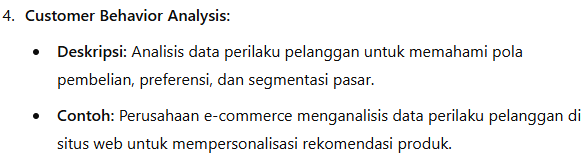 4. Customer Behavior Analysis:
• Deskripsi: Analisis data perilaku pelanggan untuk memahami pola
pembelian, preferensi, dan segmentasi pasar.
• Contoh: Perusahaan e-commerce menganalisis data perilaku pelanggan di
situs web untuk mempersonalisasi rekomendasi produk.